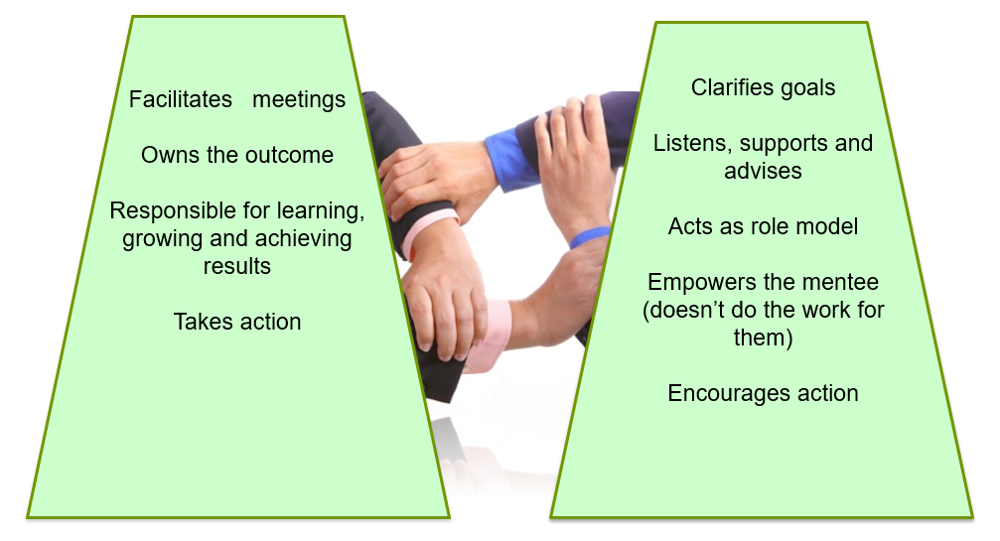 Facilitates meetings
Owns the outcome
Responsible for learning,
growing and achieving
results
Takes action
Clarifies goals
Listens, supports and
advises
Acts as role model
Empowers the mentee
(doesn’t do the work for
them)
Encourages action